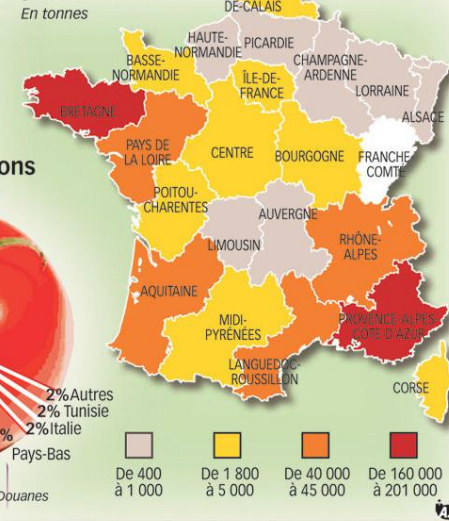 En tonnes
DE-CALAIS
HAUTE-
NORMANDIE
PICARDIE
BASSE-
NORMANDIE
CHAMPAGNE-
ARDENNE
ÎLE-DE-
FRANCE
LORRAINE
ALSACE
BRETAGNE
PAYS DE
LA LOIRE
CENTRE
BOURGOGNE
FRANCHE
COMTÉ
ons
POITOU-
CHARENTES
AUVERGNE
LIMOUSIN
RHÔNE-
ALPES
AQUITAINE
MIDI-
PYRÉNÉES
PROVENCE-ALPES-
CÔTE-D'AZUR
LANGUEDOC-
ROUSSILLON
CORSE
2% Autres
2% Tunisie
2% Italie
%
Pays-Bas
Douanes
De 400
à 1 000
De 1 800
à 5 000
De 40 000
à 45 000
De 160 000
à 201 000